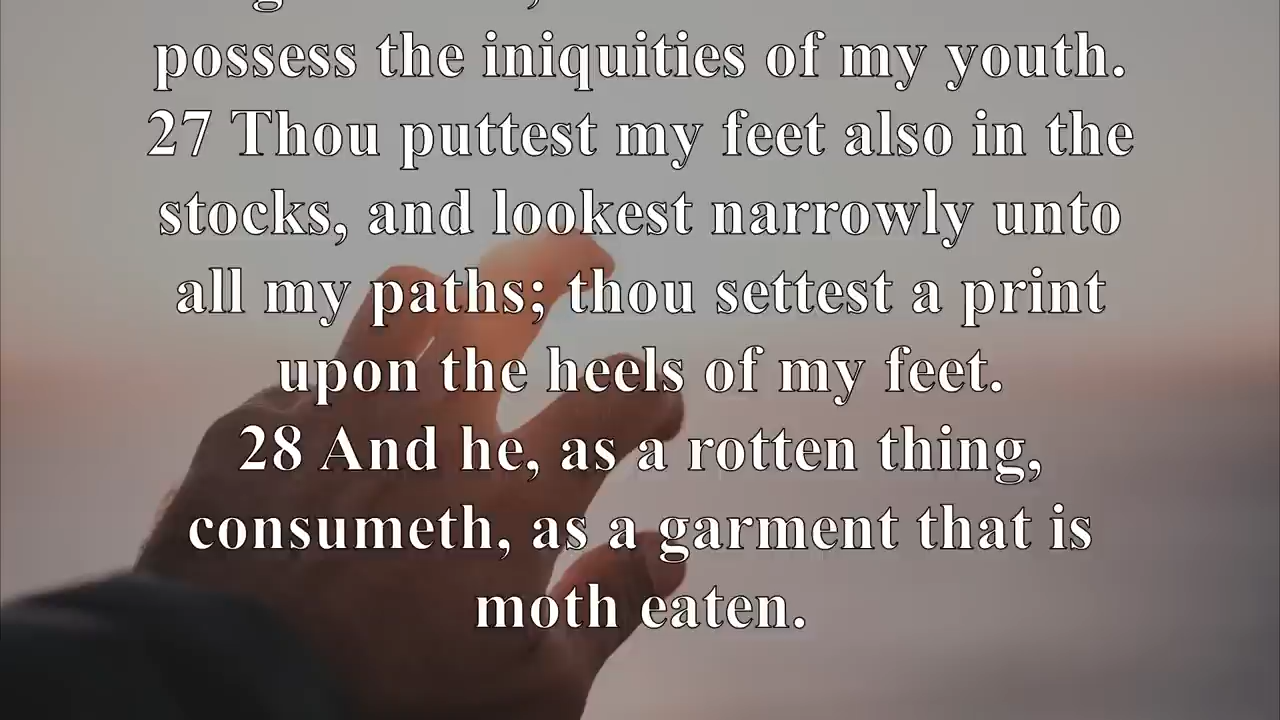 possess the iniquities of my youth.
27 Thou puttest my feet also in the
stocks, and lookest narrowly unto
all my paths; thou settest a print
upon the heels of my feet.
28 And he, as a rotten thing,
consumeth, as a garment that is
moth eaten.